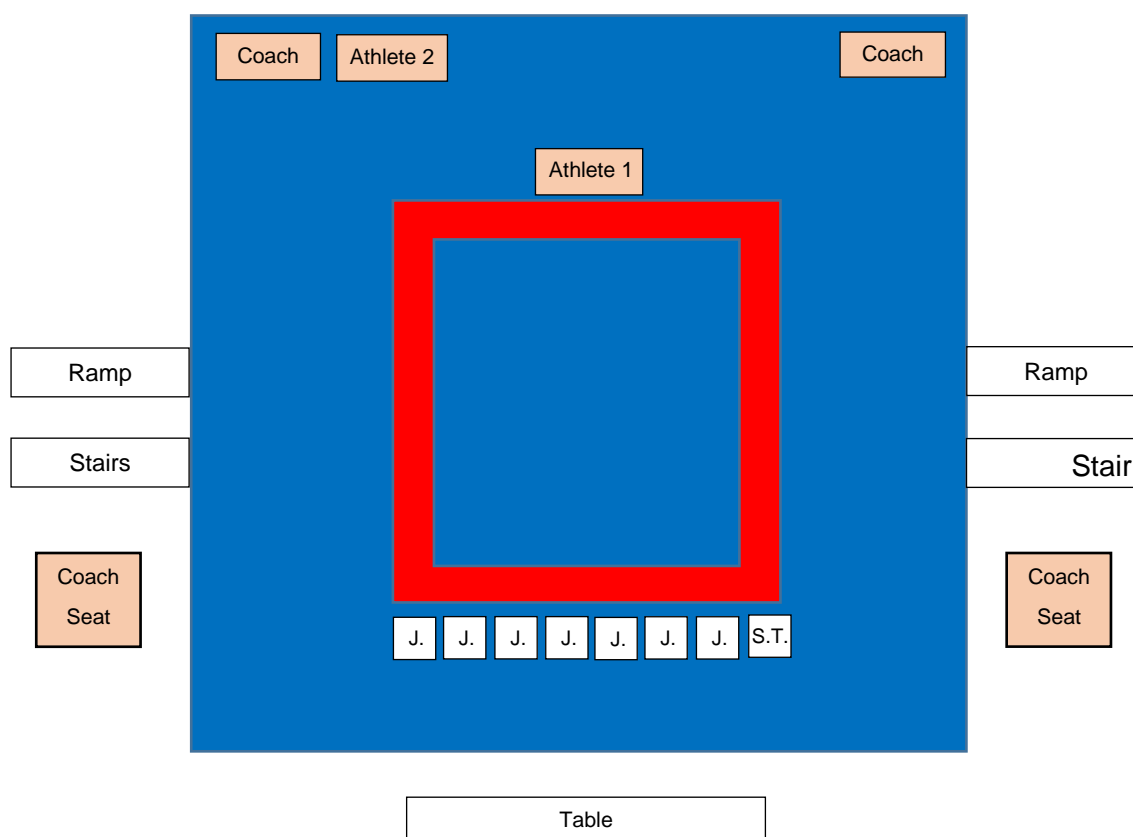 Coach
Athlete 2
Coach
Athlete 1
Ramp
Ramp
Stairs
Stair
Coach
Seat
Coach
Seat
J.
J.
J.
J.
J.
J.
J.
S.T.
Table